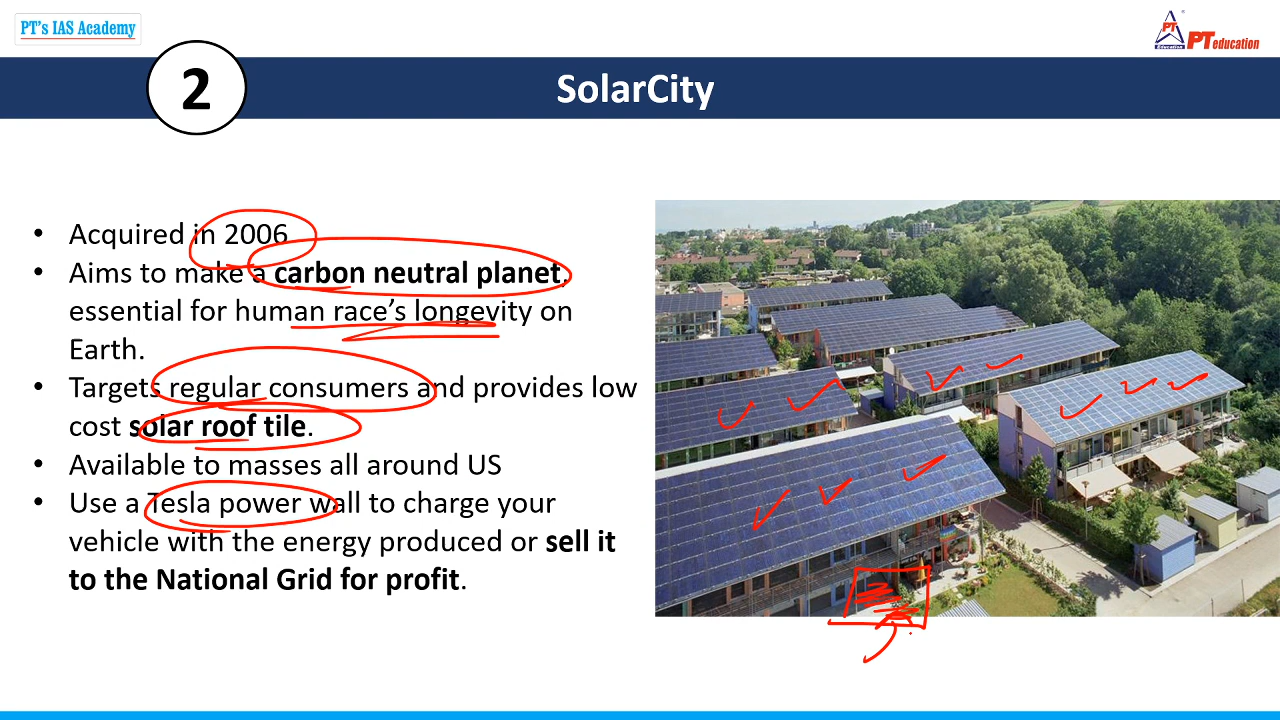 PT's IAS Academy
PT
Education
PT education
2
SolarCity
• Acquired in 2006
• Aims to make a carbon neutral planet,
essential for human race's longevity on
Earth.
• Targets regular consumers and provides low
cost solar roof tile.
• Available to masses all around US
• Use a Tesla power wall to charge your
vehicle with the energy produced or sell it
to the National Grid for profit.